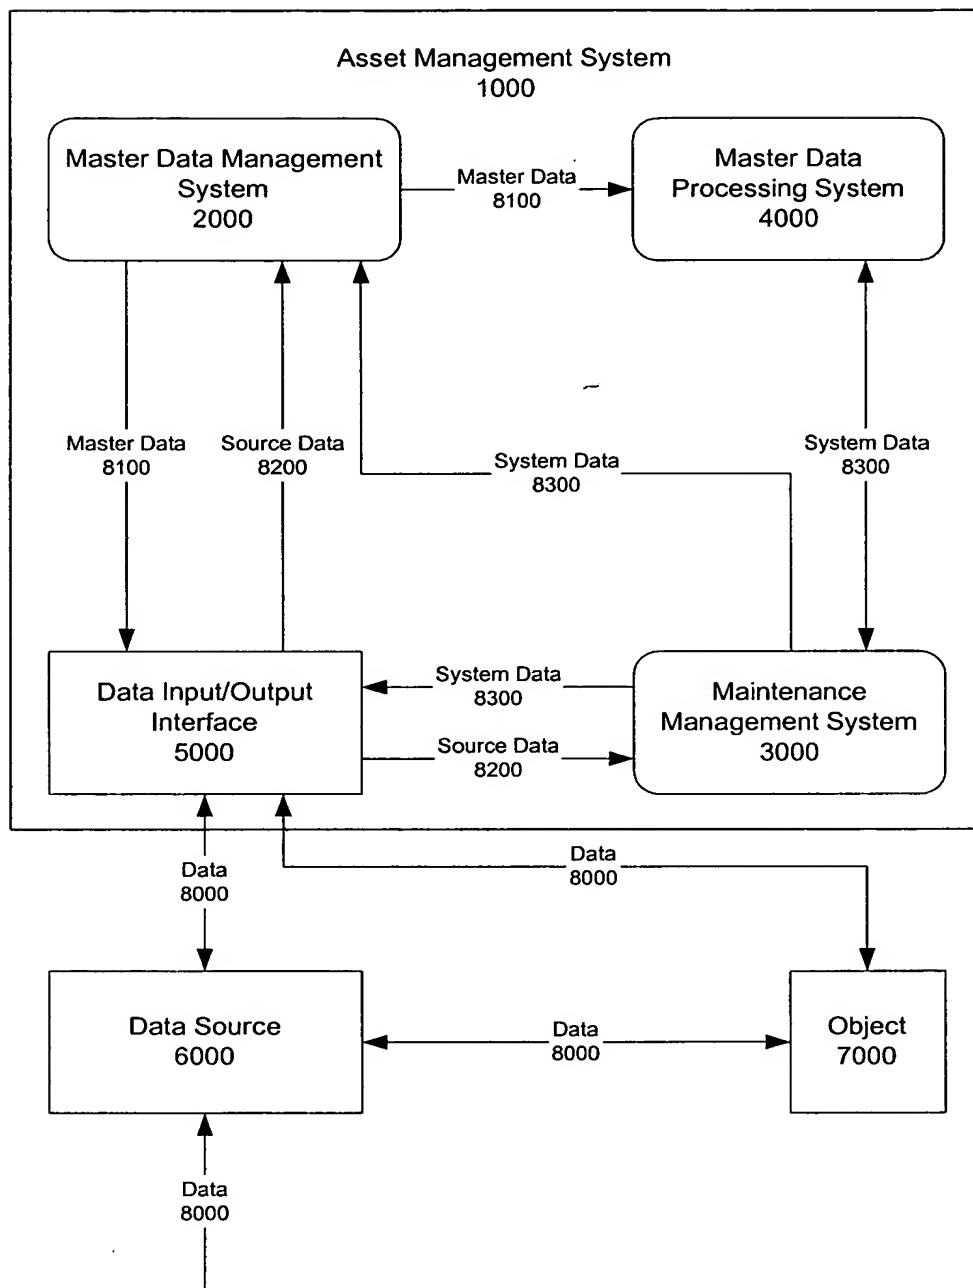 Asset Management System
1000
Master Data Management
System
2000
Master Data
8100
Master Data
Processing System
4000
Master Data
8100
Source Data
8200
System Data
8300
System Data
8300
Data Input/Output
Interface
5000
System Data
8300
Source Data
8200
Maintenance
Management System
3000
Data
8000
Data
8000
Data Source
6000
Data
8000
Object
7000
Data
8000